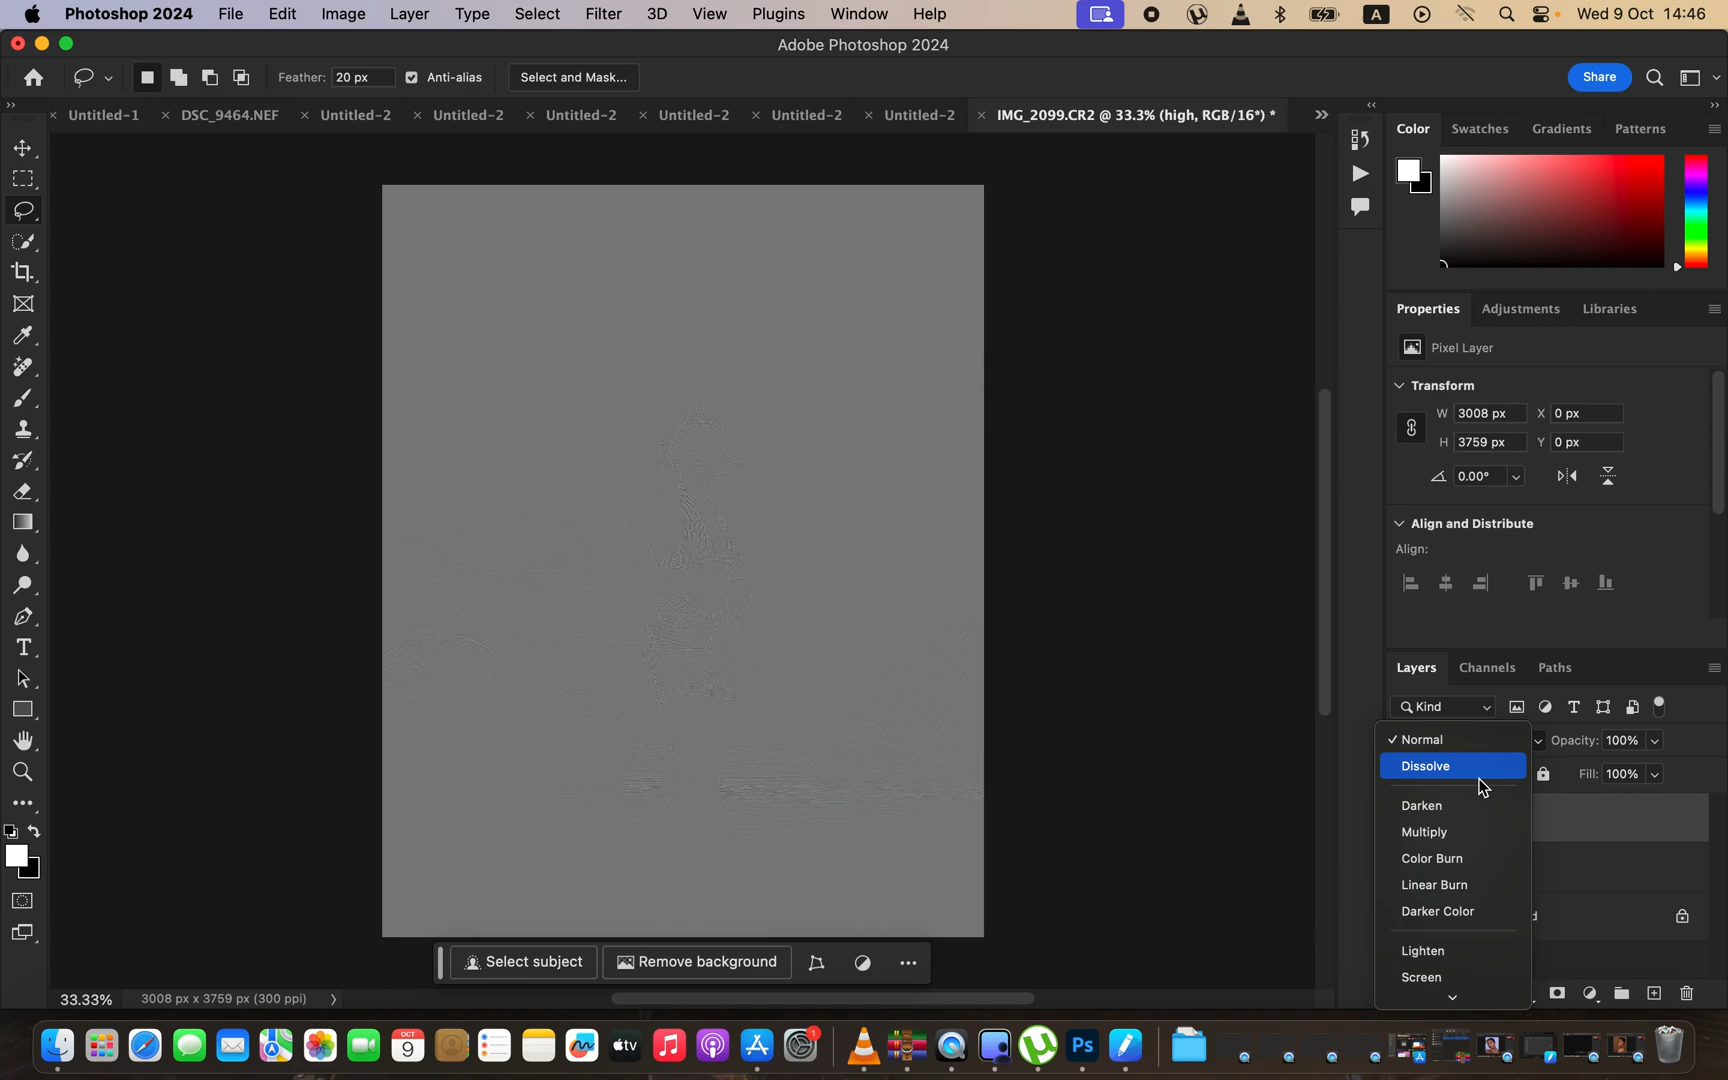 Photoshop 2024 File Edit Image Layer Type Select Filter 3D View Plugins Window Help A Wed 9 Oct 14:46
Adobe Photoshop 2024
Feather: 20 px Anti-alias Select and Mask... Share
Untitled-1 DSC_9464.NEF Untitled-2 Untitled-2 Untitled-2 Untitled-2 Untitled-2 Untitled-2 IMG_2099.CR2 @ 33.3% (high, RGB/16*) *
Color Swatches Gradients Patterns
Properties Adjustments Libraries
Pixel Layer
Transform
W 3008 px X 0 px
H 3759 px Y 0 px
0.00°
Align and Distribute
Align:
Layers Channels Paths
Kind
Normal Opacity: 100%
Dissolve
Fill: 100%
Darken
Multiply
Color Burn
Linear Burn
Darker Color
Lighten
Screen
Select subject Remove background
33.33% 3008 px x 3759 px (300 ppi)
OCT
9
tv
1
Ps